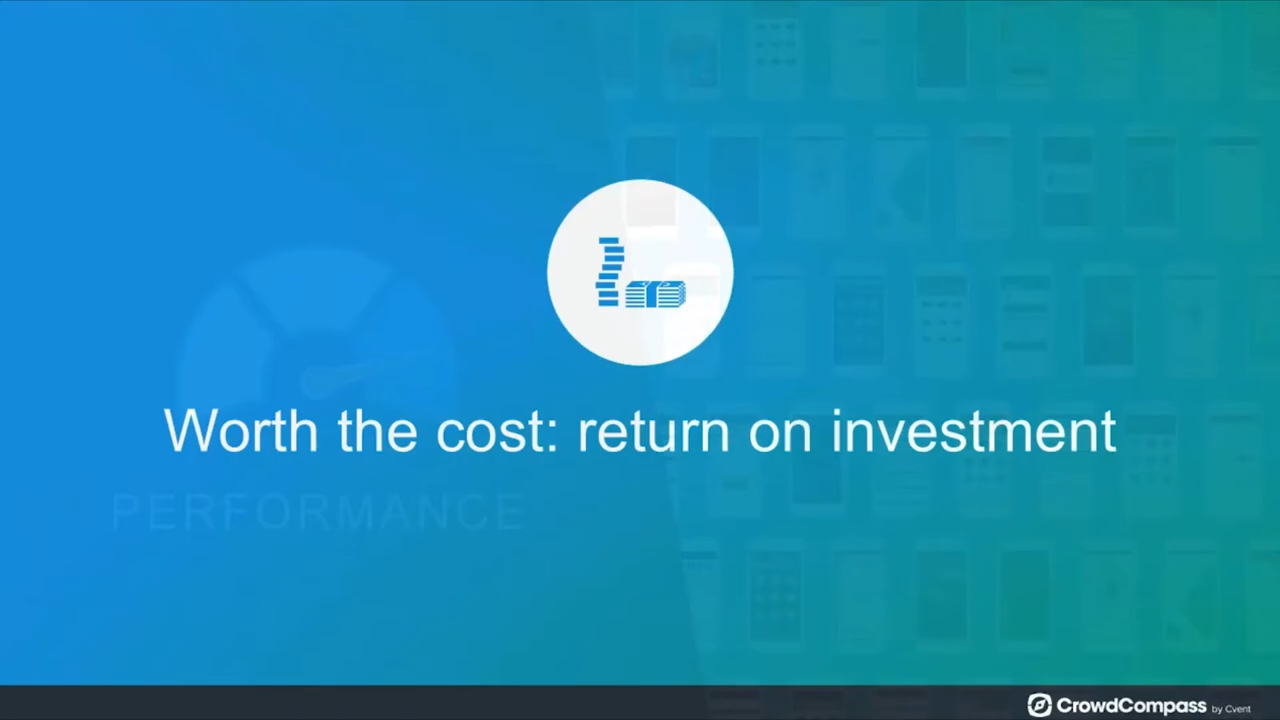 Worth the cost: return on investment
PERFORMANCE
CrowdCompass by Cvent